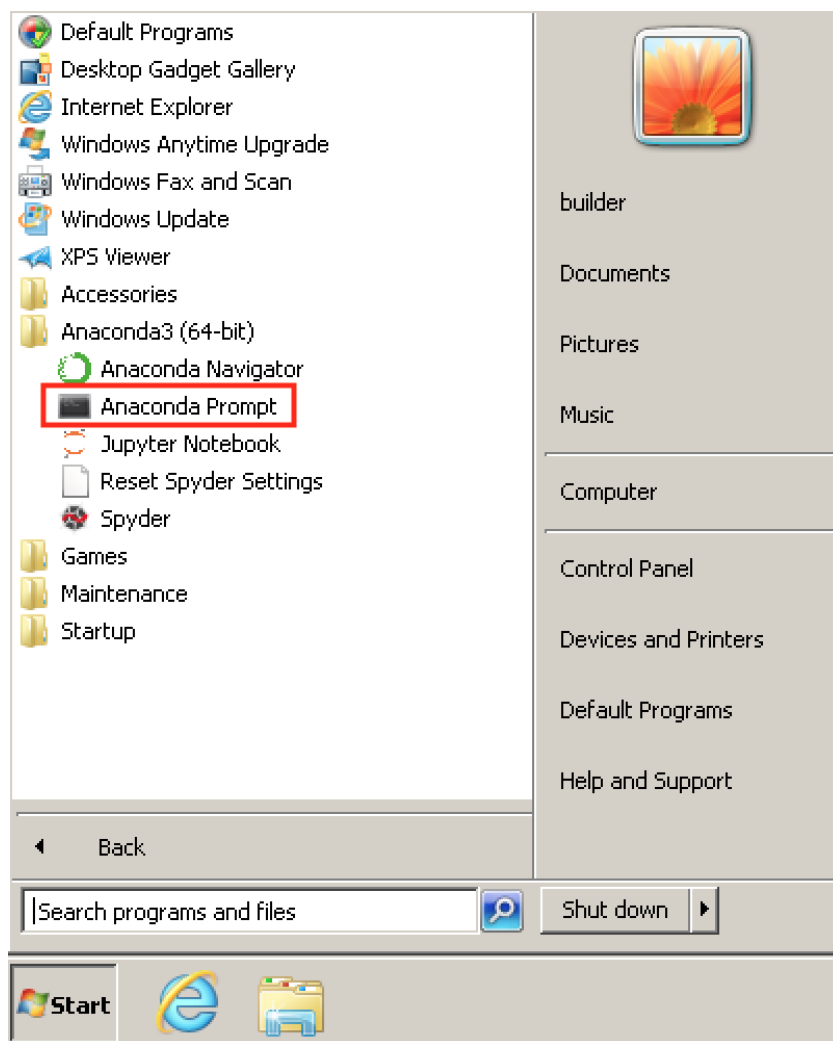 Default Programs
Desktop Gadget Gallery
Internet Explorer
Windows Anytime Upgrade
Windows Fax and Scan
Windows Update
XPS Viewer
Accessories
Anaconda3 (64-bit)
Anaconda Navigator
Anaconda Prompt
Jupyter Notebook
Reset Spyder Settings
Spyder
Games
Maintenance
Startup
Back
Search programs and files
builder
Documents
Pictures
Music
Computer
Control Panel
Devices and Printers
Default Programs
Help and Support
Shut down
Start